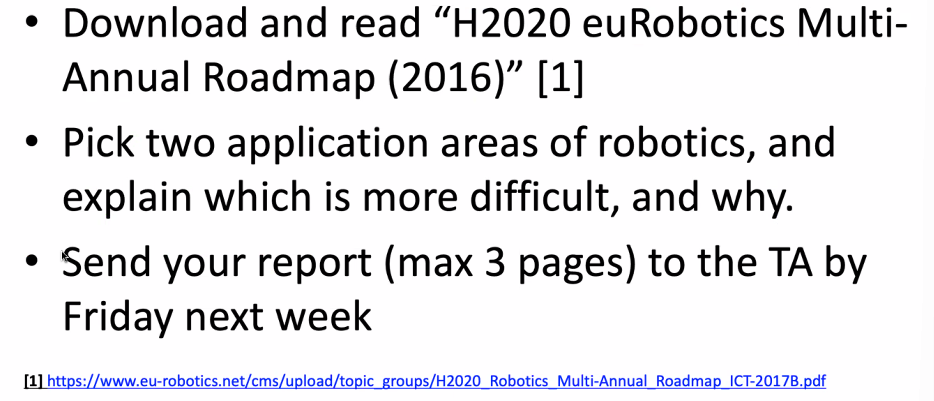 • Download and read “H2020 euRobotics Multi-
Annual Roadmap (2016)” [1]
• Pick two application areas of robotics, and
explain which is more difficult, and why.
• Send your report (max 3 pages) to the TA by
Friday next week
[1] https://www.eu-robotics.net/cms/upload/topic_groups/H2020_Robotics_Multi-Annual_Roadmap_ICT-2017B.pdf